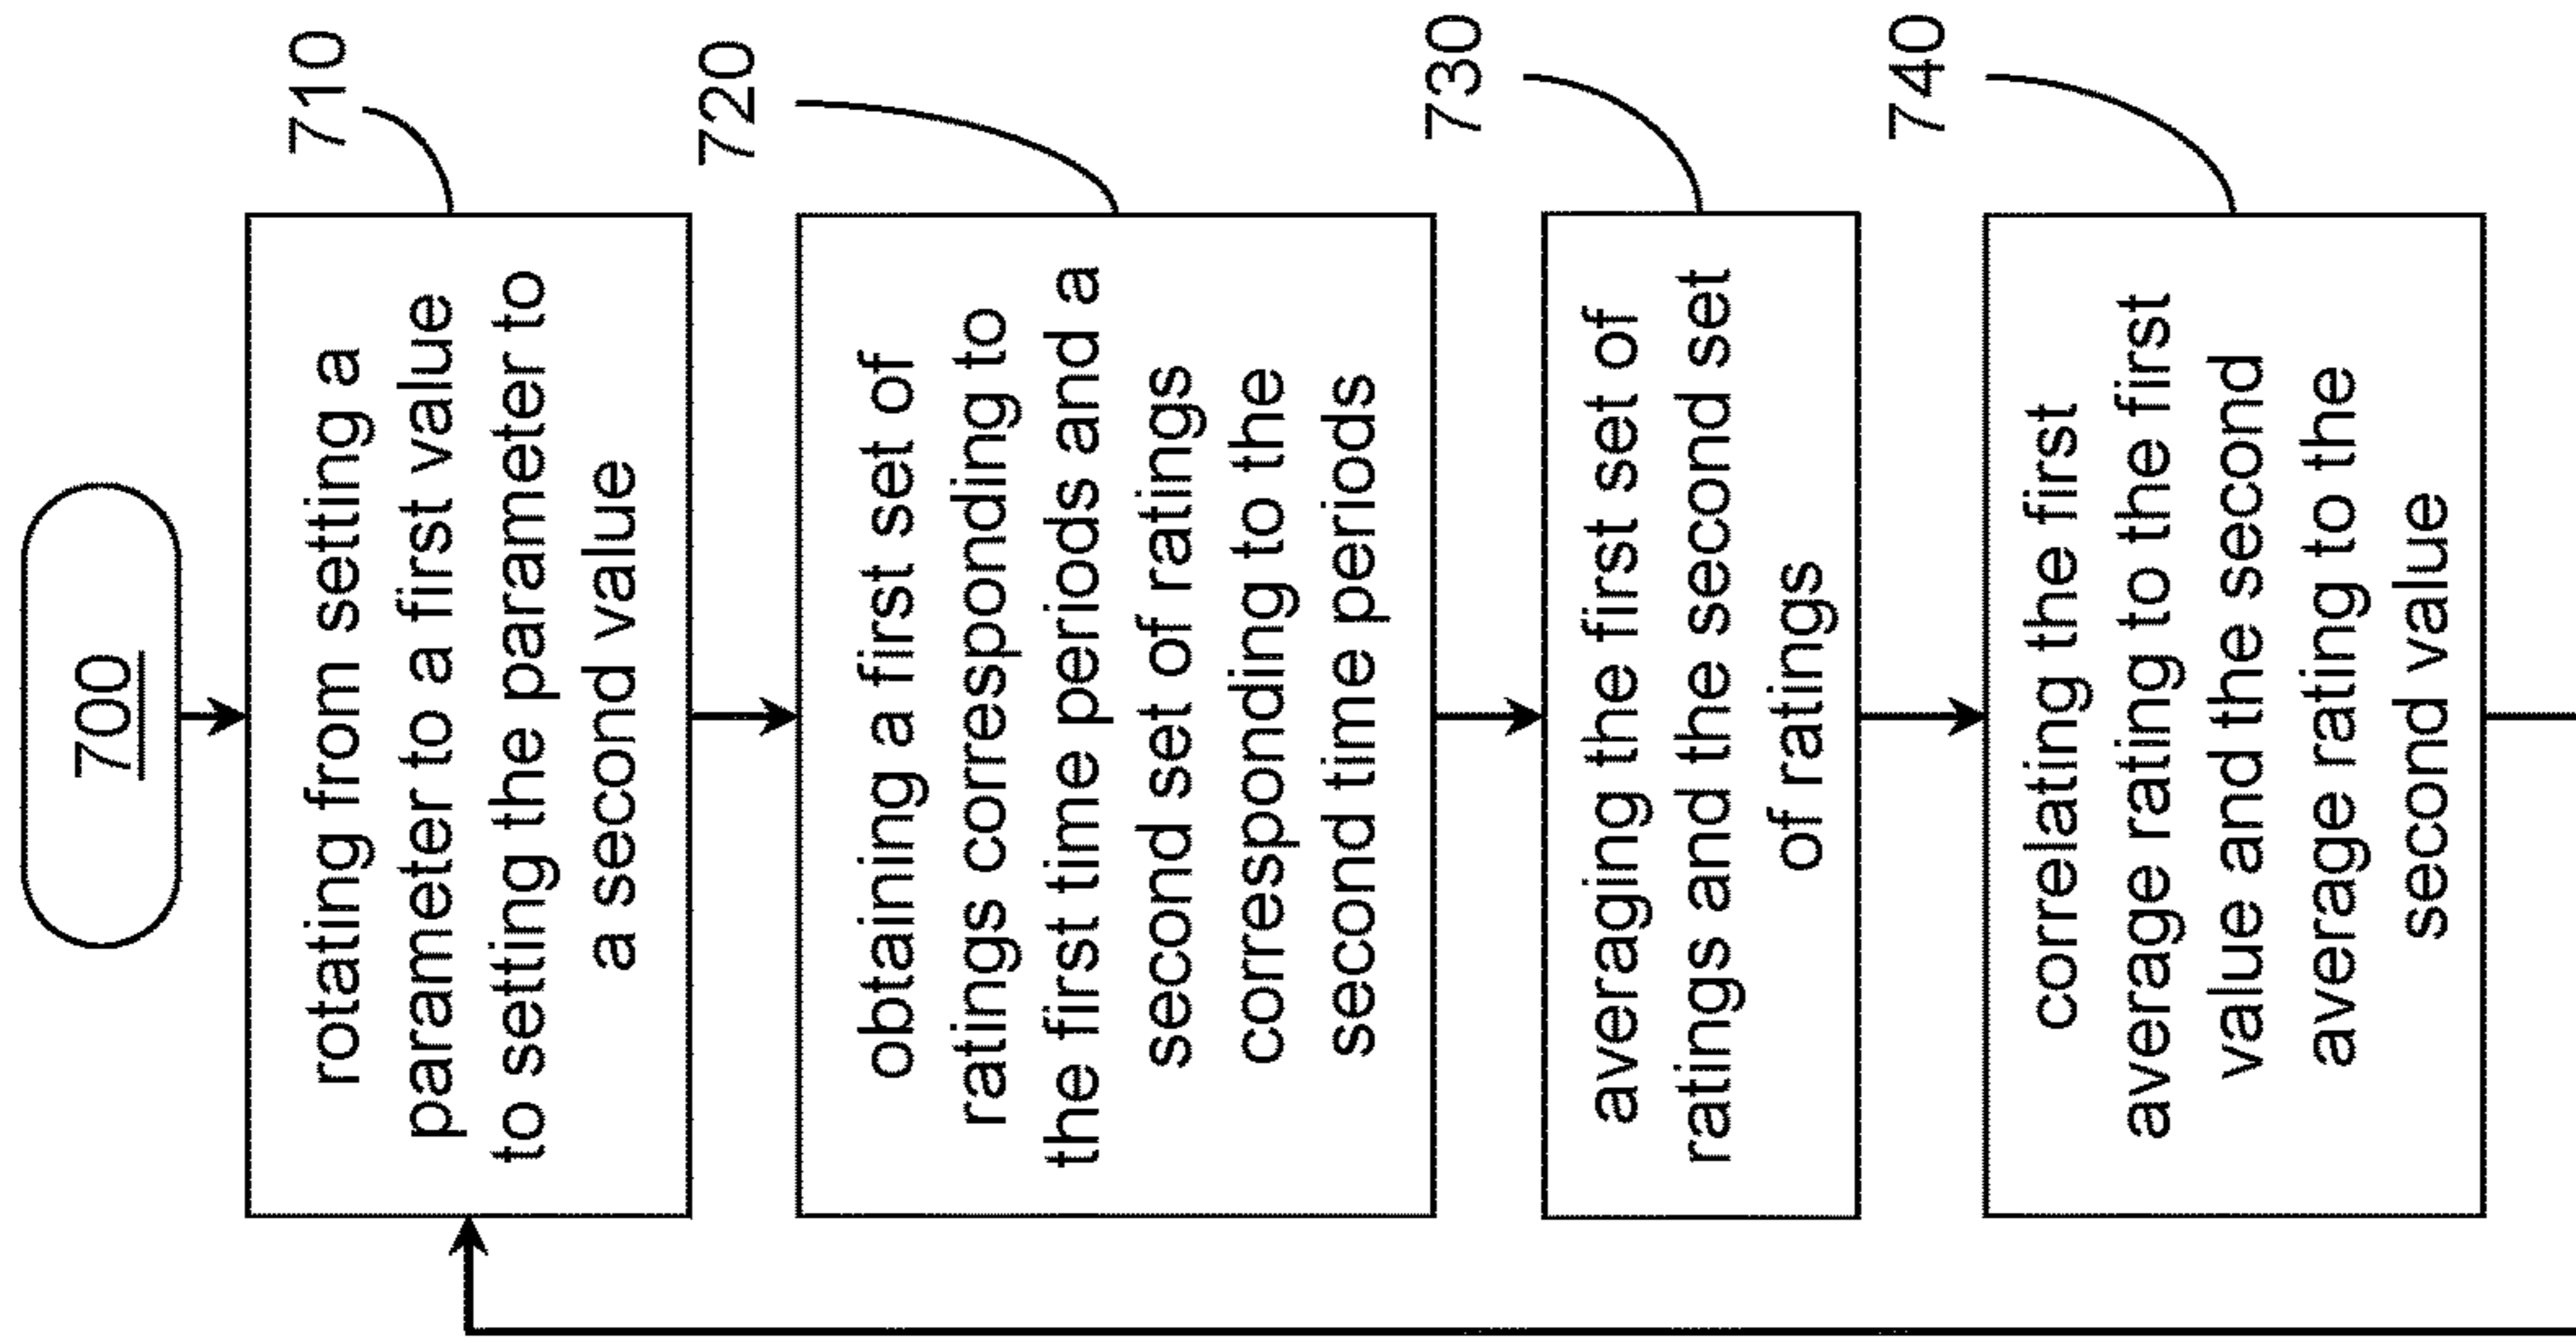 700
710
rotating from setting a
parameter to a first value
to setting the parameter to
a second value
720
obtaining a first set of
ratings corresponding to
the first time periods and a
second set of ratings
corresponding to the
second time periods
730
averaging the first set of
ratings and the second set
of ratings
740
correlating the first
average rating to the first
value and the second
average rating to the
second value